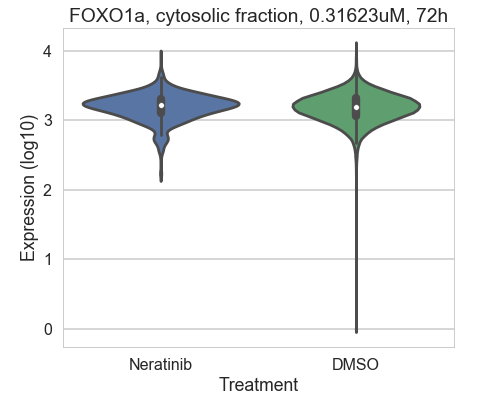 FOXO1a, cytosolic fraction, 0.31623uM, 72h
4
3
2
1
0
Expression (log10)
Neratinib
DMSO
Treatment